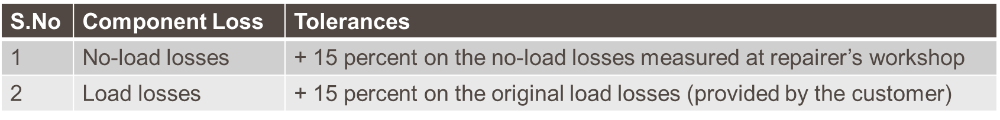 S.No Component Loss Tolerances
1 No-load losses + 15 percent on the no-load losses measured at repairer’s workshop
2 Load losses + 15 percent on the original load losses (provided by the customer)